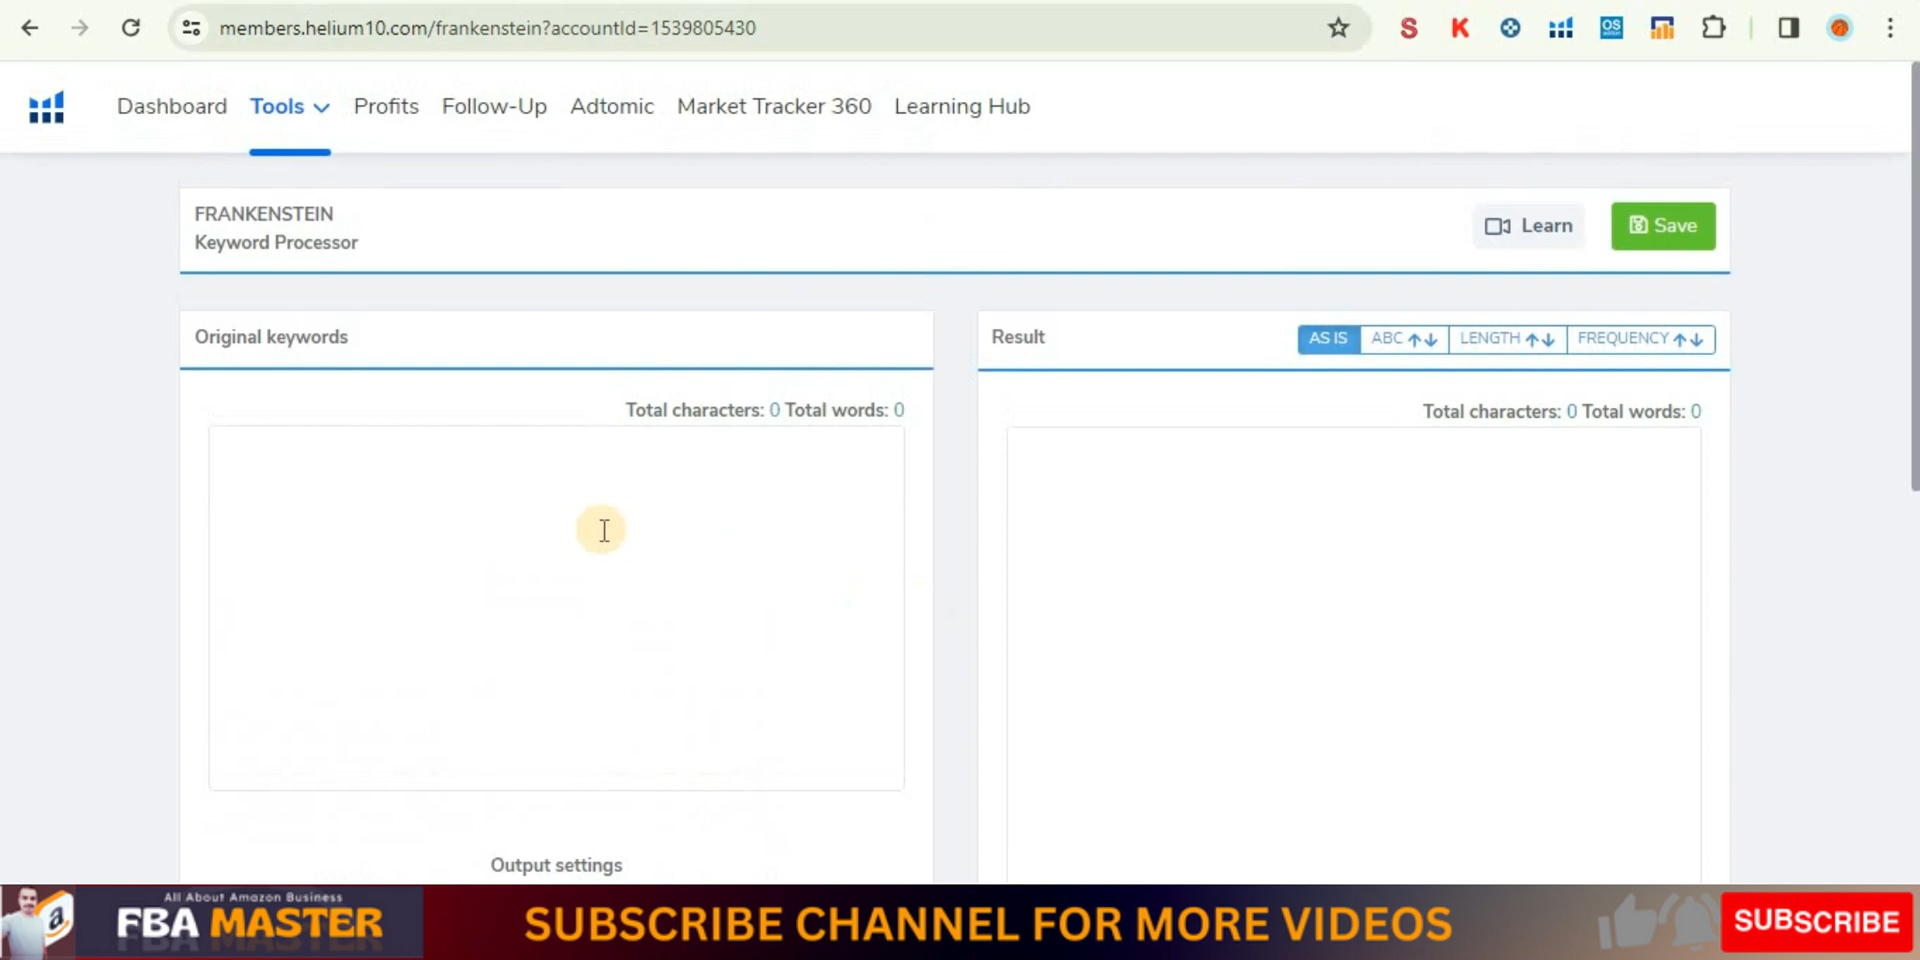 members.helium10.com/frankenstein?accountId=1539805430
S K OS
Dashboard Tools Profits Follow-Up Adtomic Market Tracker 360 Learning Hub
FRANKENSTEIN
Keyword Processor
Learn Save
Original keywords
Total characters: 0 Total words: 0
Output settings
Result AS IS ABC LENGTH FREQUENCY
Total characters: 0 Total words: 0
All About Amazon Business
a FBA MASTER
SUBSCRIBE CHANNEL FOR MORE VIDEOS
SUBSCRIBE